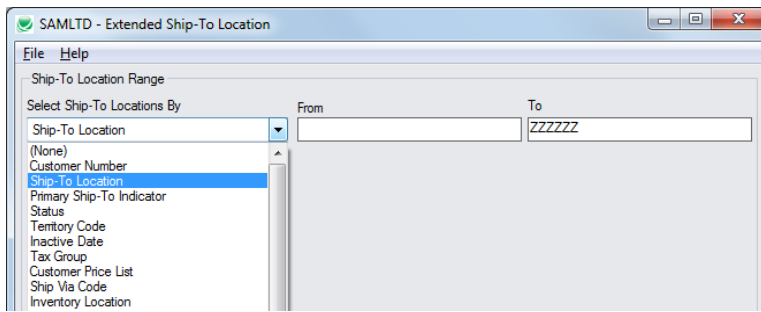 SAMLTD - Extended Ship-To Location
File Help
Ship-To Location Range
Select Ship-To Locations By From To
Ship-To Location ZZZZZZ
(None)
Customer Number
Ship-To Location
Primary Ship-To Indicator
Status
Territory Code
Inactive Date
Tax Group
Customer Price List
Ship Via Code
Inventory Location